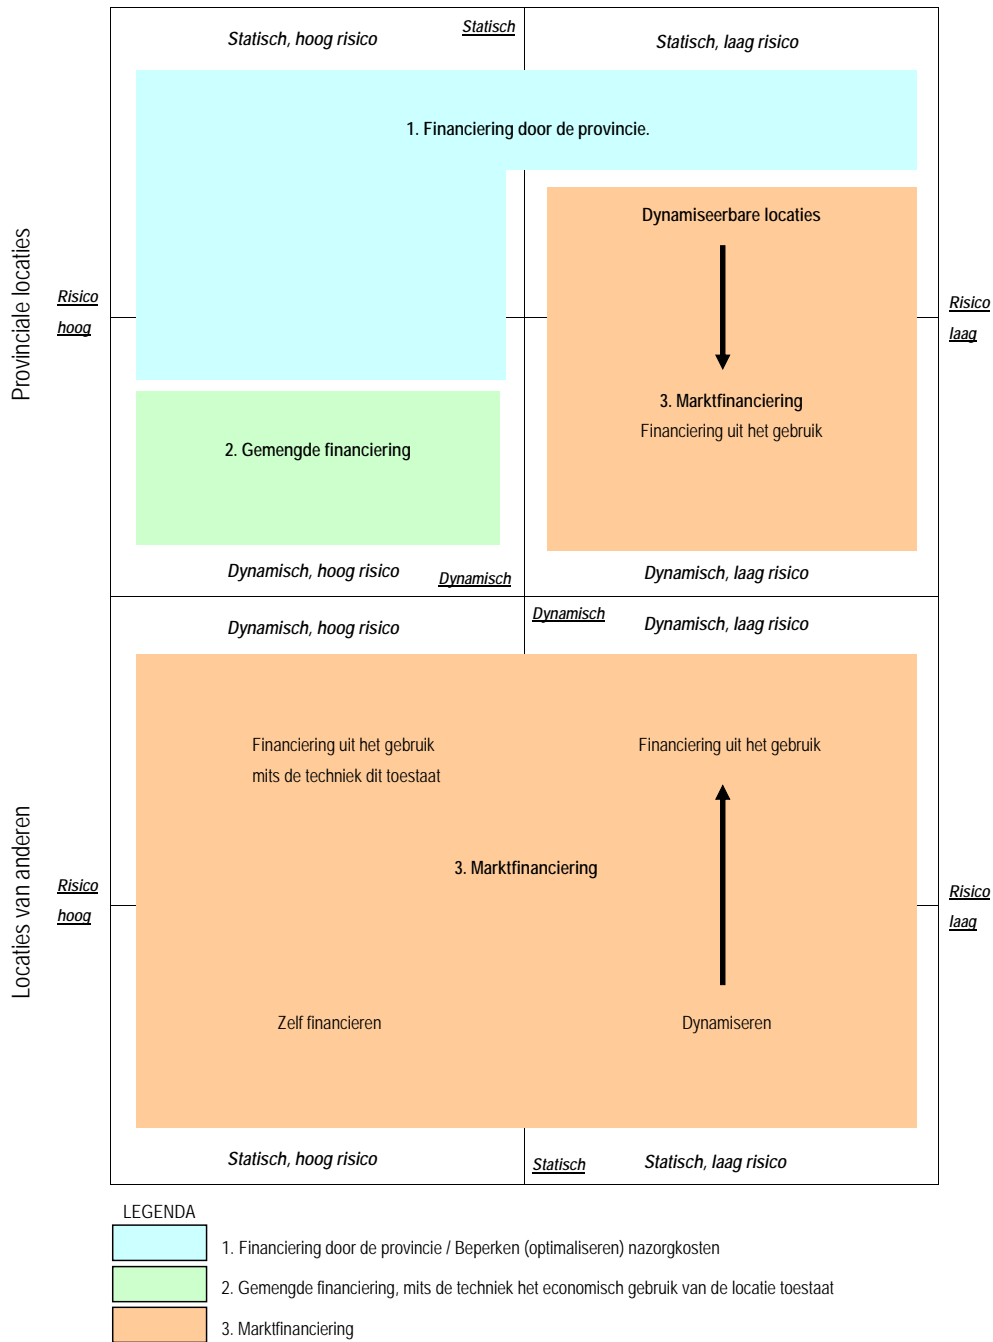 Statisch, hoog risico
Statisch
Statisch, laag risico
1. Financiering door de provincie.
Dynamiseerbare locaties
Provinciale locaties
Risico
hoog
Risico
laag
3. Marktfinanciering
Financiering uit het gebruik
2. Gemengde financiering
Dynamisch, hoog risico
Dynamisch
Dynamisch, laag risico
Dynamisch, hoog risico
Dynamisch
Dynamisch, laag risico
Financiering uit het gebruik
mits de techniek dit toestaat
Financiering uit het gebruik
Locaties van anderen
3. Marktfinanciering
Risico
hoog
Risico
laag
Zelf financieren
Dynamiseren
Statisch, hoog risico
Statisch
Statisch, laag risico
LEGENDA
1. Financiering door de provincie / Beperken (optimaliseren) nazorgkosten
2. Gemengde financiering, mits de techniek het economisch gebruik van de locatie toestaat
3. Marktfinanciering